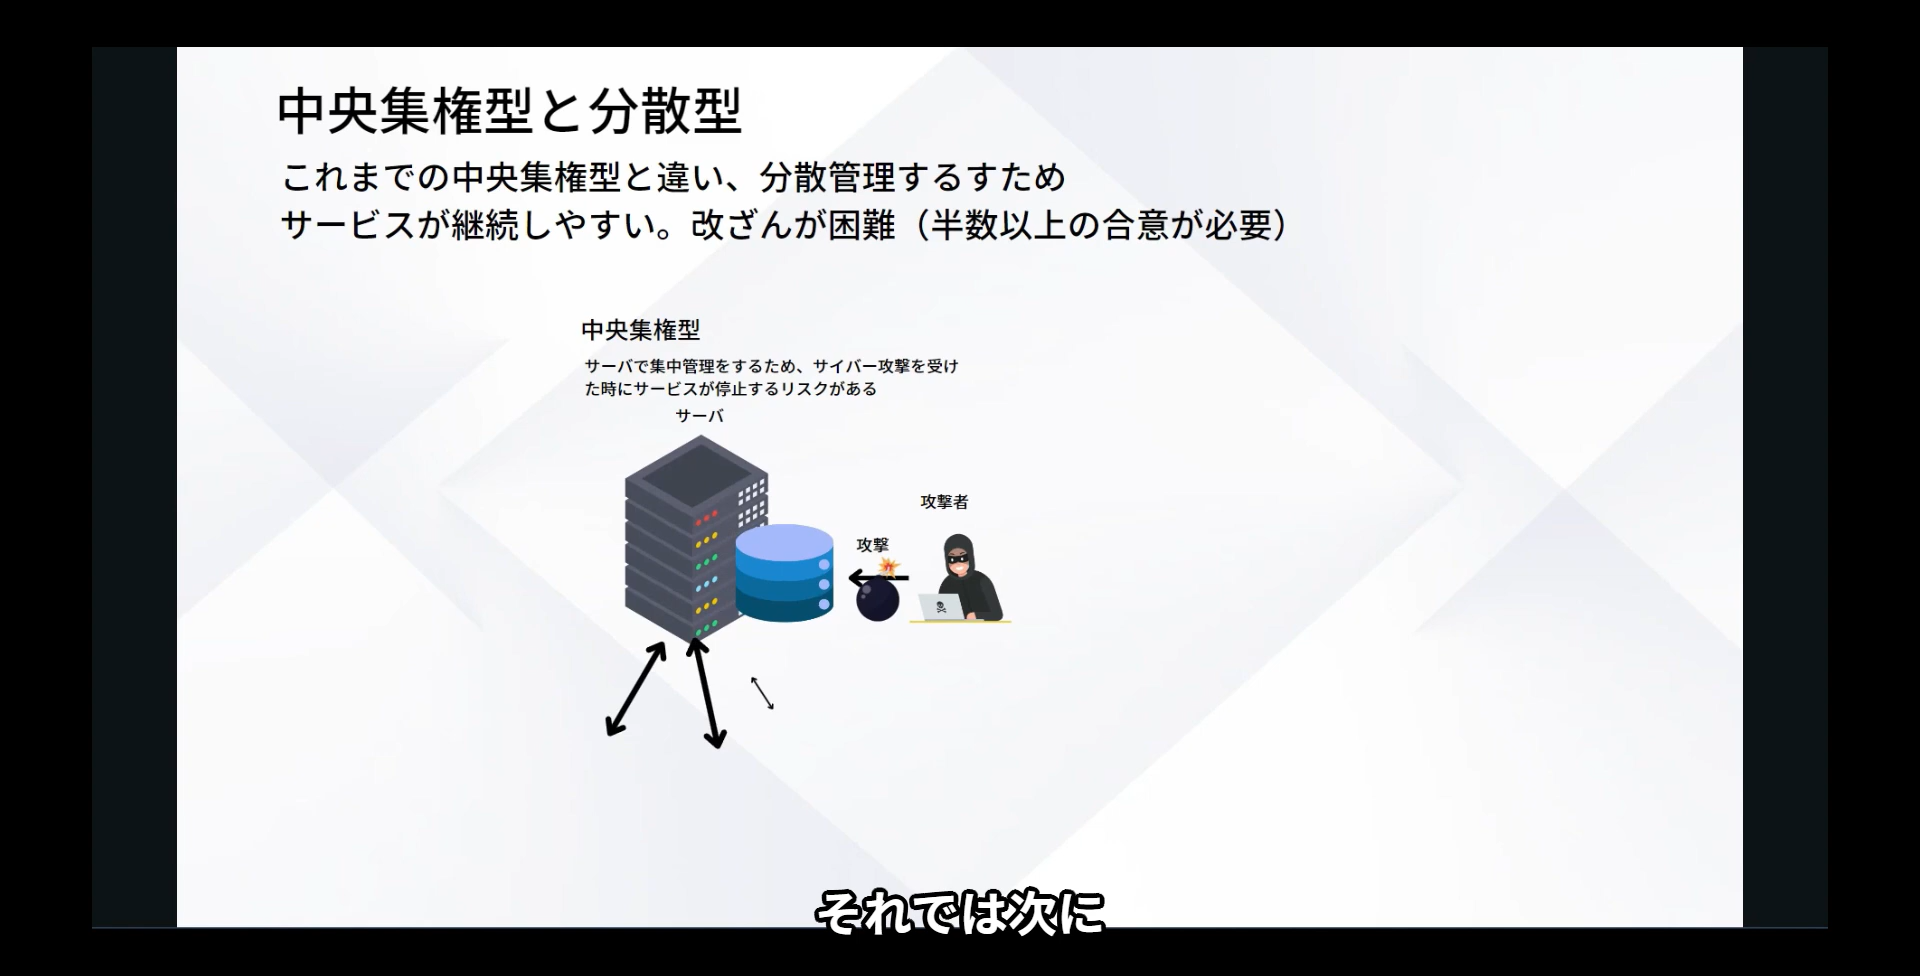 中央集権型と分散型
これまでの中央集権型と違い、分散管理するすため
サービスが継続しやすい。改ざんが困難（半数以上の合意が必要）
中央集権型
サーバで集中管理をするため、サイバー攻撃を受け
た時にサービスが停止するリスクがある
サーバ
攻撃者
攻撃
それでは次に